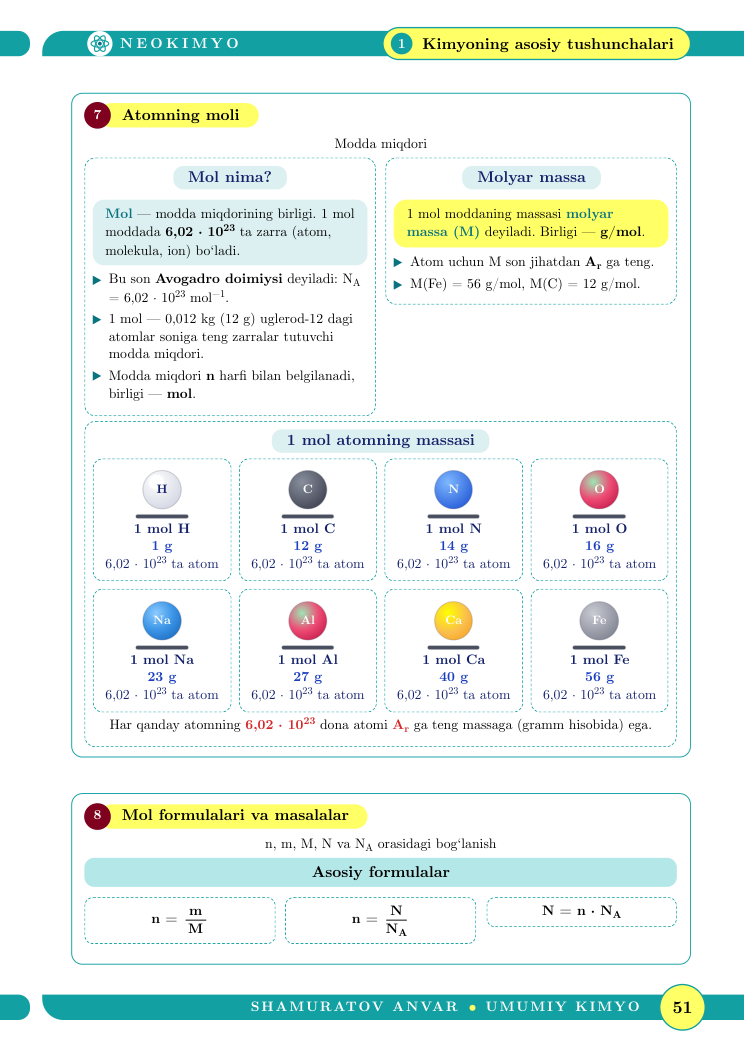 NEOKIMYO
1 Kimyoning asosiy tushunchalari
7 Atomning moli
Modda miqdori
Mol nima?
Mol — modda miqdorining birligi. 1 mol
moddada 6,02 · 10²³ ta zarra (atom,
molekula, ion) bo‘ladi.
▶ Bu son Avogadro doimiysi deyiladi: N_A
= 6,02 · 10²³ mol⁻¹.
▶ 1 mol — 0,012 kg (12 g) uglerod-12 dagi
atomlar soniga teng zarralar tutuvchi
modda miqdori.
▶ Modda miqdori n harfi bilan belgilanadi,
birligi — mol.
Molyar massa
1 mol moddaning massasi molyar
massa (M) deyiladi. Birligi — g/mol.
▶ Atom uchun M son jihatdan A_r ga teng.
▶ M(Fe) = 56 g/mol, M(C) = 12 g/mol.
1 mol atomning massasi
H
1 mol H
1 g
6,02 · 10²³ ta atom
C
1 mol C
12 g
6,02 · 10²³ ta atom
N
1 mol N
14 g
6,02 · 10²³ ta atom
O
1 mol O
16 g
6,02 · 10²³ ta atom
Na
1 mol Na
23 g
6,02 · 10²³ ta atom
Al
1 mol Al
27 g
6,02 · 10²³ ta atom
Ca
1 mol Ca
40 g
6,02 · 10²³ ta atom
Fe
1 mol Fe
56 g
6,02 · 10²³ ta atom
Har qanday atomning 6,02 · 10²³ dona atomi A_r ga teng massaga (gramm hisobida) ega.
8 Mol formulalari va masalalar
n, m, M, N va N_A orasidagi bog‘lanish
Asosiy formulalar
n = m/M
n = N/N_A
N = n · N_A
SHAMURATOV ANVAR • UMUMIY KIMYO 51